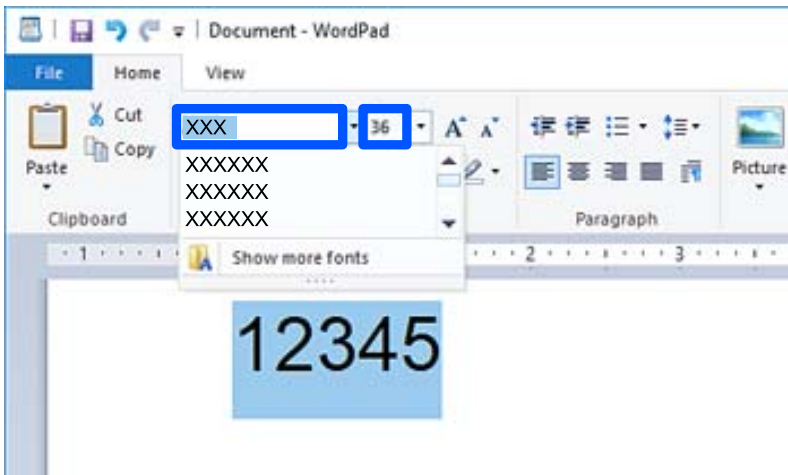 Document - WordPad
File Home View
Cut
XXX 36 A A
Copy
Paste
XXXXXX
Picture
XXXXXX
XXXXXX
Clipboard Paragraph
1 2 3
Show more fonts
12345